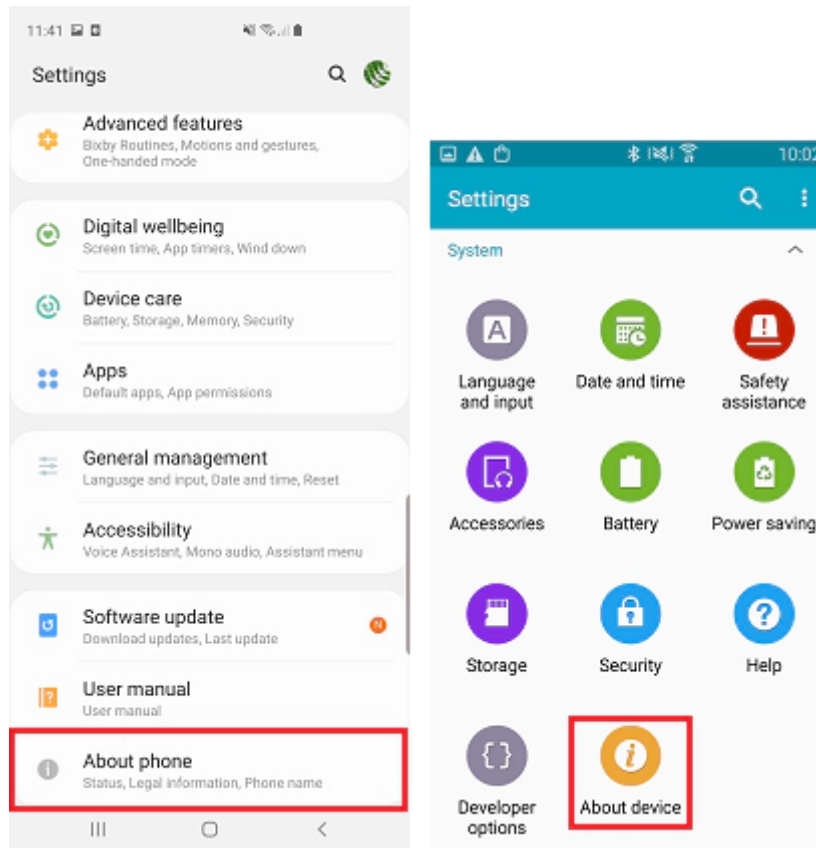 11:41
Settings
Advanced features
Bixby Routines, Motions and gestures,
One-handed mode
Digital wellbeing
Screen time, App timers, Wind down
Device care
Battery, Storage, Memory, Security
Apps
Default apps, App permissions
General management
Language and input, Date and time, Reset
Accessibility
Voice Assistant, Mono audio, Assistant menu
Software update
Download updates, Last update
N
User manual
User manual
About phone
Status, Legal information, Phone name
10:02
Settings
System
A
Language
and input
Date and time
Safety
assistance
Accessories
Battery
Power saving
Storage
Security
Help
Developer
options
About device